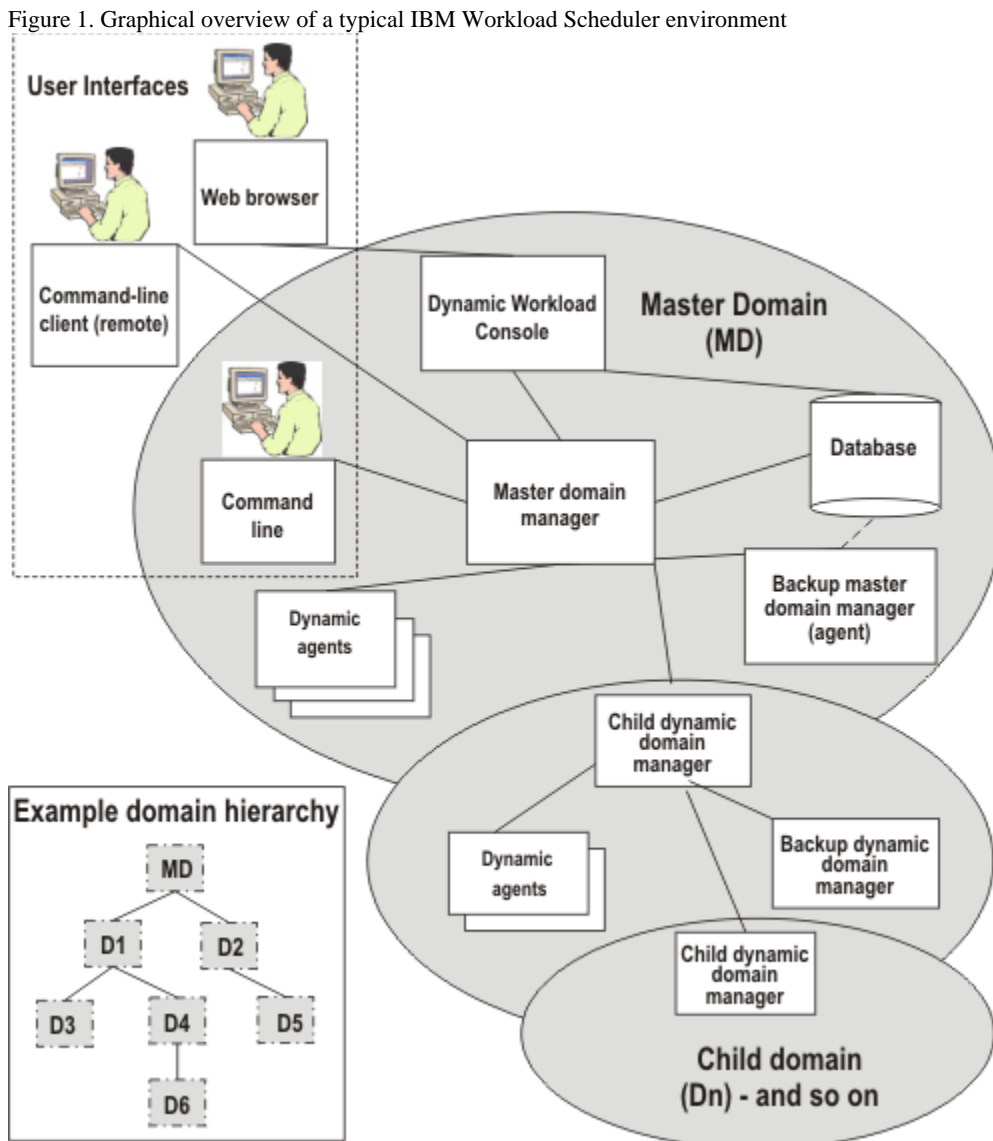 Figure 1. Graphical overview of a typical IBM Workload Scheduler environment
User Interfaces
Web browser
Command-line
client (remote)
Dynamic Workload
Console
Master Domain
(MD)
Command
line
Master domain
manager
Database
Dynamic
agents
Backup master
domain manager
(agent)
Child dynamic
domain
manager
Dynamic
agents
Backup dynamic
domain
manager
Child dynamic
domain
manager
Child domain
(Dn) - and so on
Example domain hierarchy
MD
D1
D2
D3
D4
D5
D6